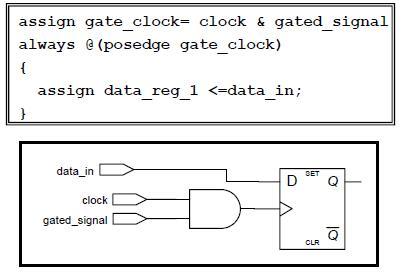 assign gate_clock= clock & gated_signal
always @(posedge gate_clock)
{
assign data_reg_1 <=data_in;
}
data_in
clock
gated_signal
D SET Q
CLR Q